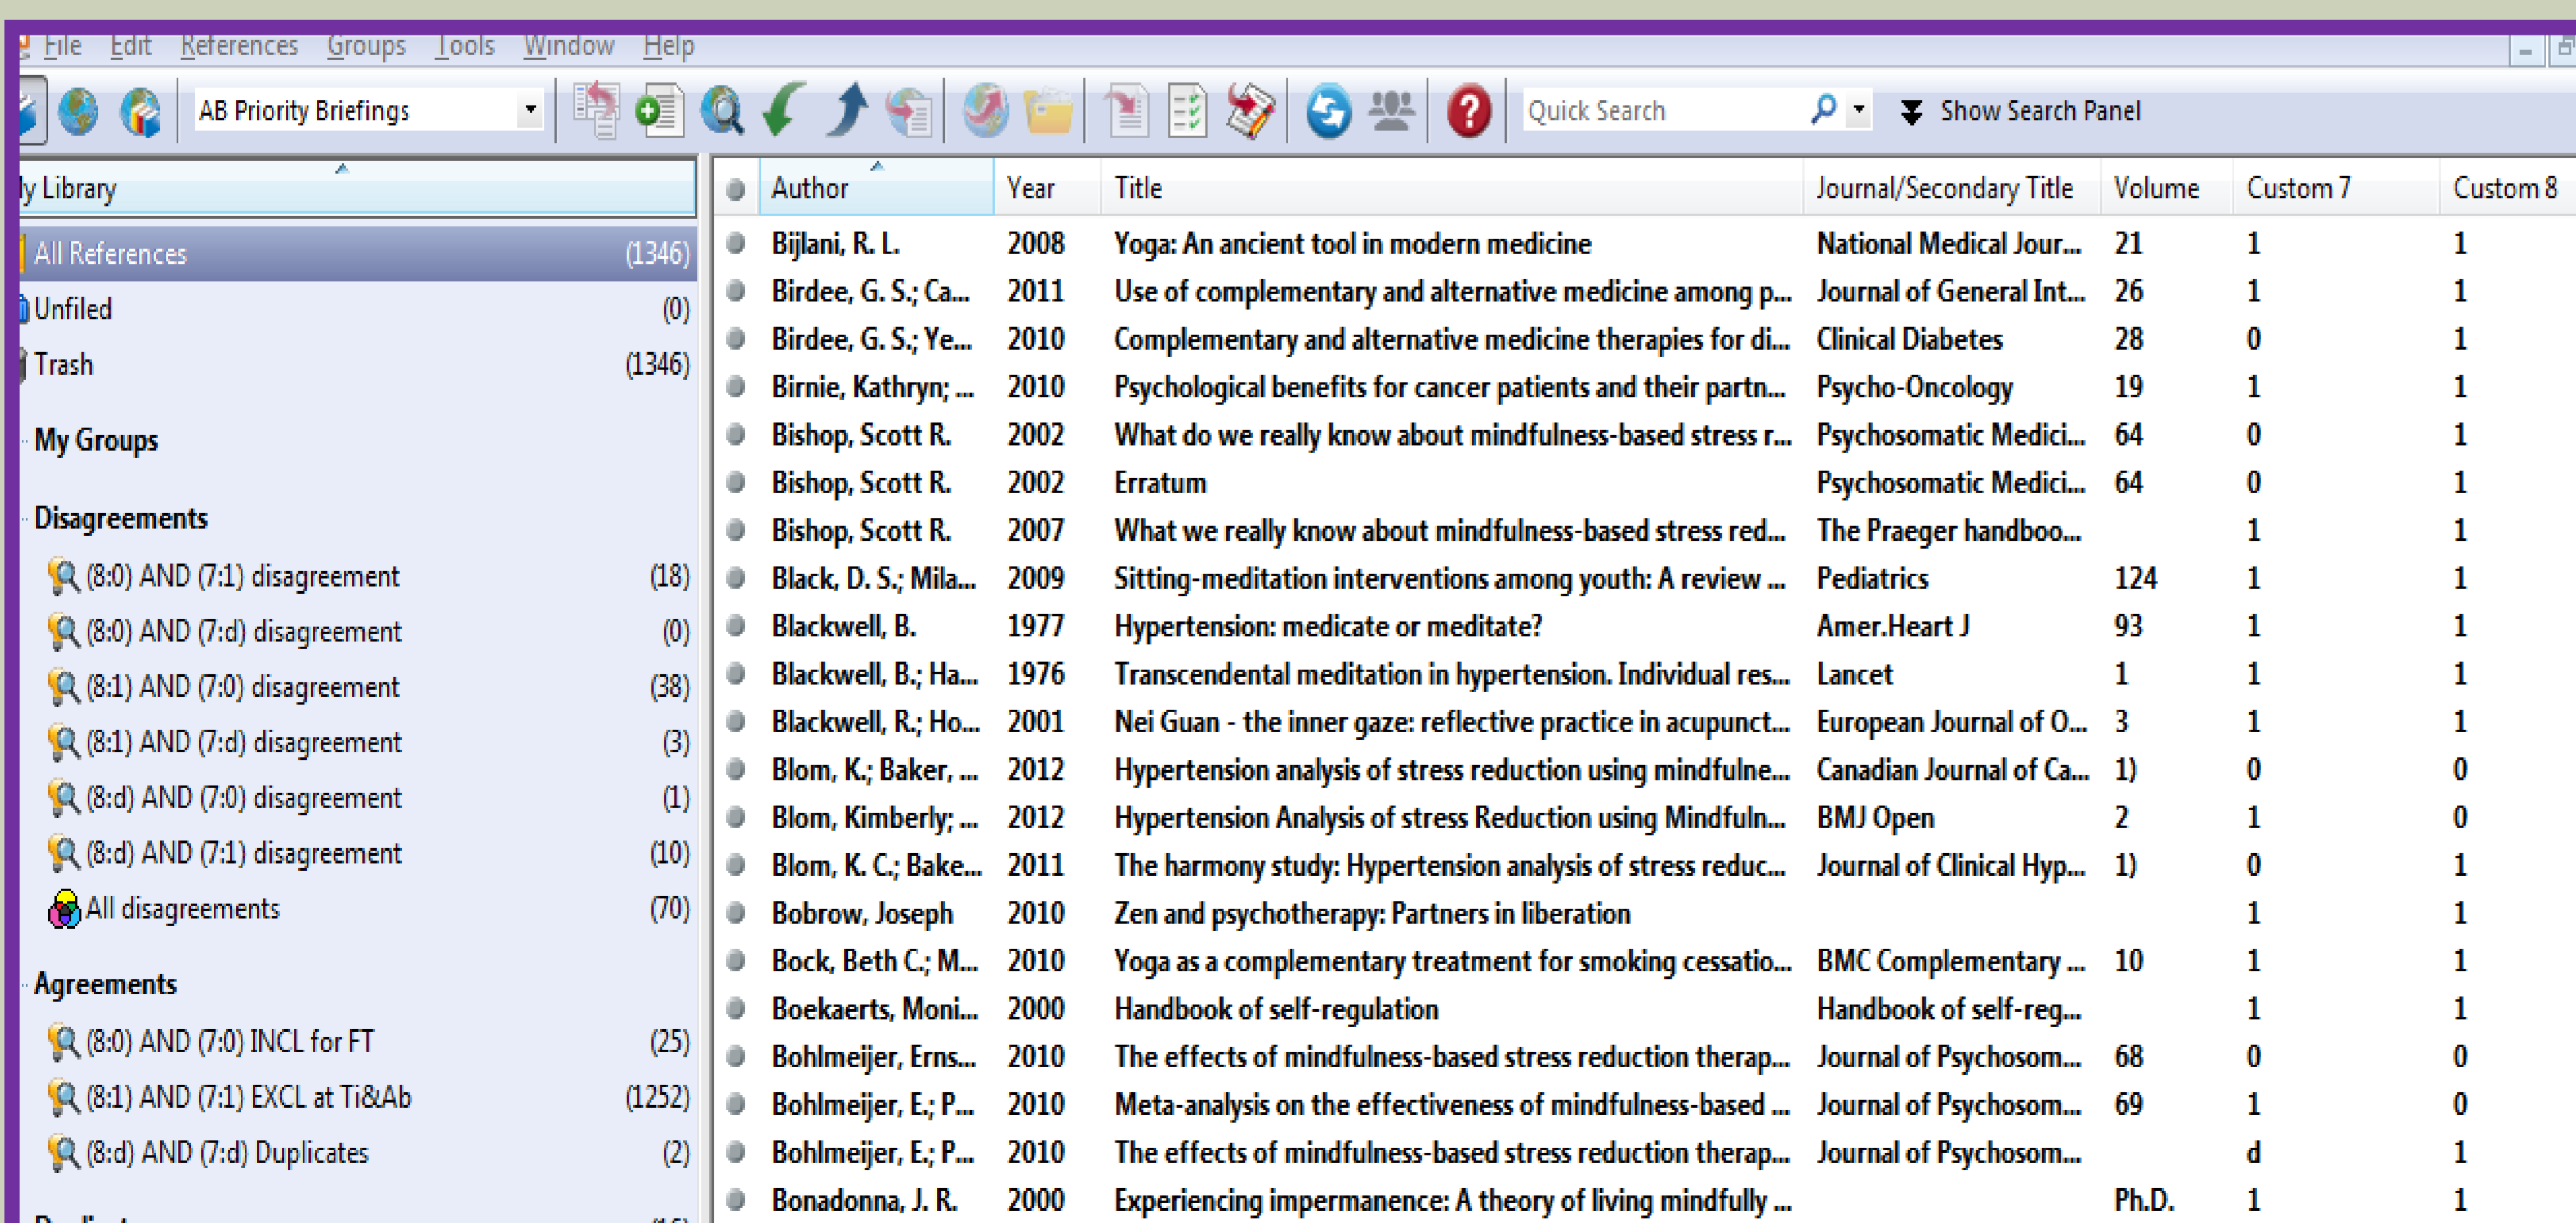 File Edit References Groups Tools Window Help
AB Priority Briefings Quick Search Show Search Panel
y Library
All References (1346)
Unfiled (0)
Trash (1346)
My Groups
Disagreements
(8:0) AND (7:1) disagreement (18)
(8:0) AND (7:d) disagreement (0)
(8:1) AND (7:0) disagreement (38)
(8:1) AND (7:d) disagreement (3)
(8:d) AND (7:0) disagreement (1)
(8:d) AND (7:1) disagreement (10)
All disagreements (70)
Agreements
(8:0) AND (7:0) INCL for FT (25)
(8:1) AND (7:1) EXCL at Ti&Ab (1252)
(8:d) AND (7:d) Duplicates (2)
Author Year Title Journal/Secondary Title Volume Custom 7 Custom 8
Bijlani, R. L. 2008 Yoga: An ancient tool in modern medicine National Medical Jour... 21 1 1
Birdee, G. S.; Ca... 2011 Use of complementary and alternative medicine among p... Journal of General Int... 26 1 1
Birdee, G. S.; Ye... 2010 Complementary and alternative medicine therapies for di... Clinical Diabetes 28 0 1
Birnie, Kathryn; ... 2010 Psychological benefits for cancer patients and their partn... Psycho-Oncology 19 1 1
Bishop, Scott R. 2002 What do we really know about mindfulness-based stress r... Psychosomatic Medici... 64 0 1
Bishop, Scott R. 2002 Erratum Psychosomatic Medici... 64 0 1
Bishop, Scott R. 2007 What we really know about mindfulness-based stress red... The Praeger handboo... 1 1
Black, D. S.; Mila... 2009 Sitting-meditation interventions among youth: A review ... Pediatrics 124 1 1
Blackwell, B. 1977 Hypertension: medicate or meditate? Amer.Heart J 93 1 1
Blackwell, B.; Ha... 1976 Transcendental meditation in hypertension. Individual res... Lancet 1 1 1
Blackwell, R.; Ho... 2001 Nei Guan - the inner gaze: reflective practice in acupunct... European Journal of O... 3 1 1
Blom, K.; Baker, ... 2012 Hypertension analysis of stress reduction using mindfulne... Canadian Journal of Ca... 1) 0 0
Blom, Kimberly; ... 2012 Hypertension Analysis of stress Reduction using Mindfuln... BMJ Open 2 1 0
Blom, K. C.; Bake... 2011 The harmony study: Hypertension analysis of stress reduc... Journal of Clinical Hyp... 1) 0 1
Bobrow, Joseph 2010 Zen and psychotherapy: Partners in liberation 1 1
Bock, Beth C.; M... 2010 Yoga as a complementary treatment for smoking cessatio... BMC Complementary ... 10 1 1
Boekaerts, Moni... 2000 Handbook of self-regulation Handbook of self-reg... 1 1
Bohlmeijer, Erns... 2010 The effects of mindfulness-based stress reduction therap... Journal of Psychosom... 68 0 0
Bohlmeijer, E.; P... 2010 Meta-analysis on the effectiveness of mindfulness-based ... Journal of Psychosom... 69 1 0
Bohlmeijer, E.; P... 2010 The effects of mindfulness-based stress reduction therap... Journal of Psychosom... d 1
Bonadonna, J. R. 2000 Experiencing impermanence: A theory of living mindfully ... Ph.D. 1 1